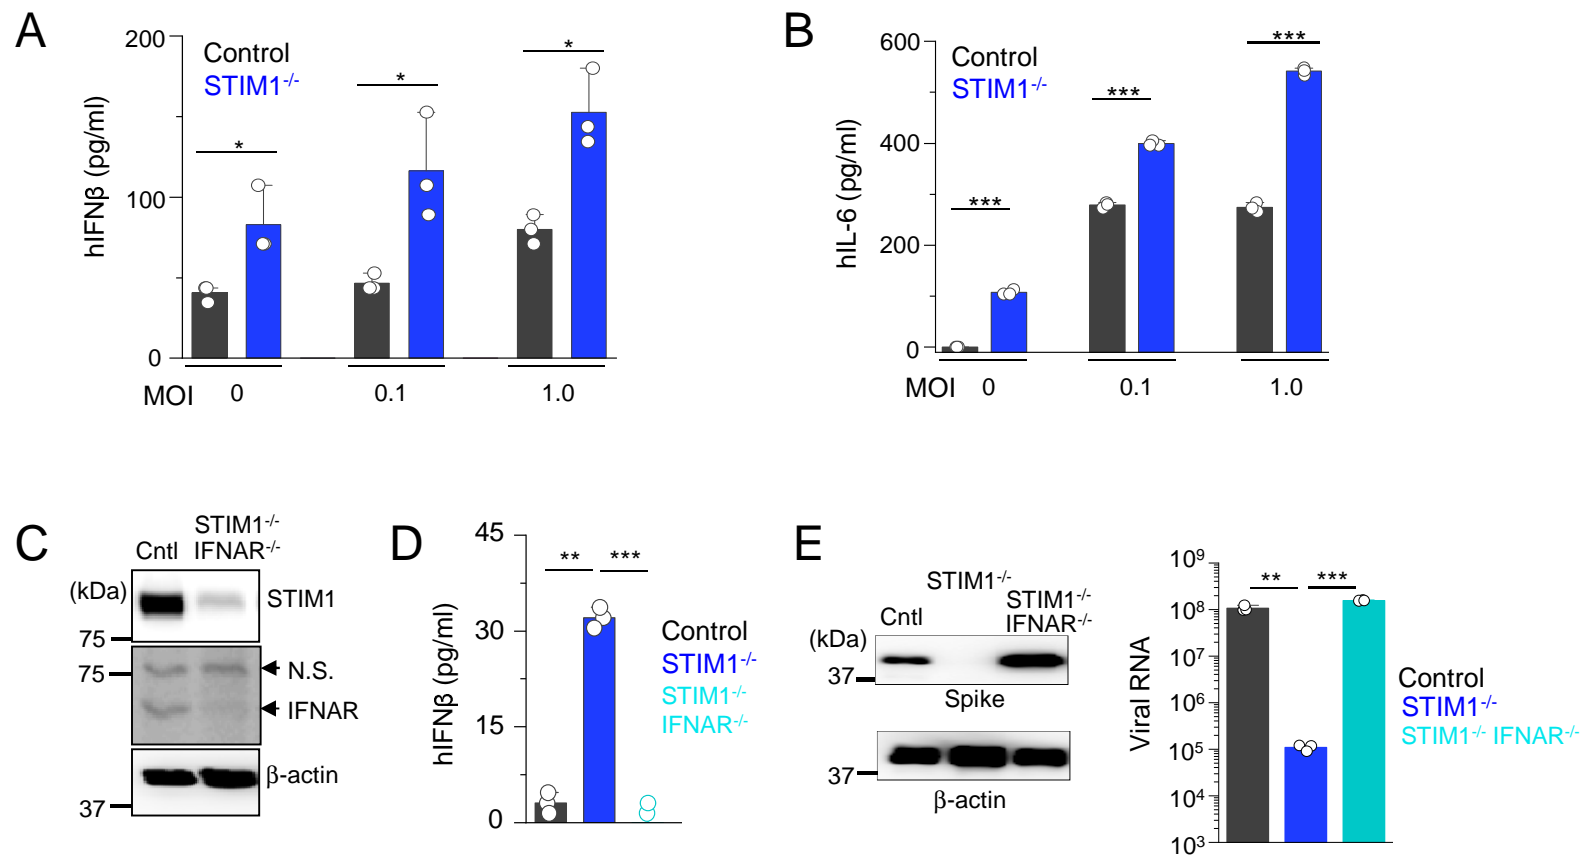 A
200
100
0
hIFNβ (pg/ml)
Control
STIM1-/-
*
*
*
MOI 0 0.1 1.0
B
600
400
200
0
hIL-6 (pg/ml)
Control
STIM1-/-
***
***
***
MOI 0 0.1 1.0
C
Cntl
STIM1-/-
IFNAR-/-
(kDa)
STIM1
75
75
N.S.
IFNAR
β-actin
37
D
45
30
15
0
hIFNβ (pg/ml)
** ***
Control
STIM1-/-
STIM1-/-
IFNAR-/-
E
Cntl
STIM1-/-
STIM1-/-
IFNAR-/-
(kDa)
37
Spike
37
β-actin
10⁹
10⁸
10⁷
10⁶
10⁵
10⁴
10³
Viral RNA
** ***
Control
STIM1-/-
STIM1-/- IFNAR-/-